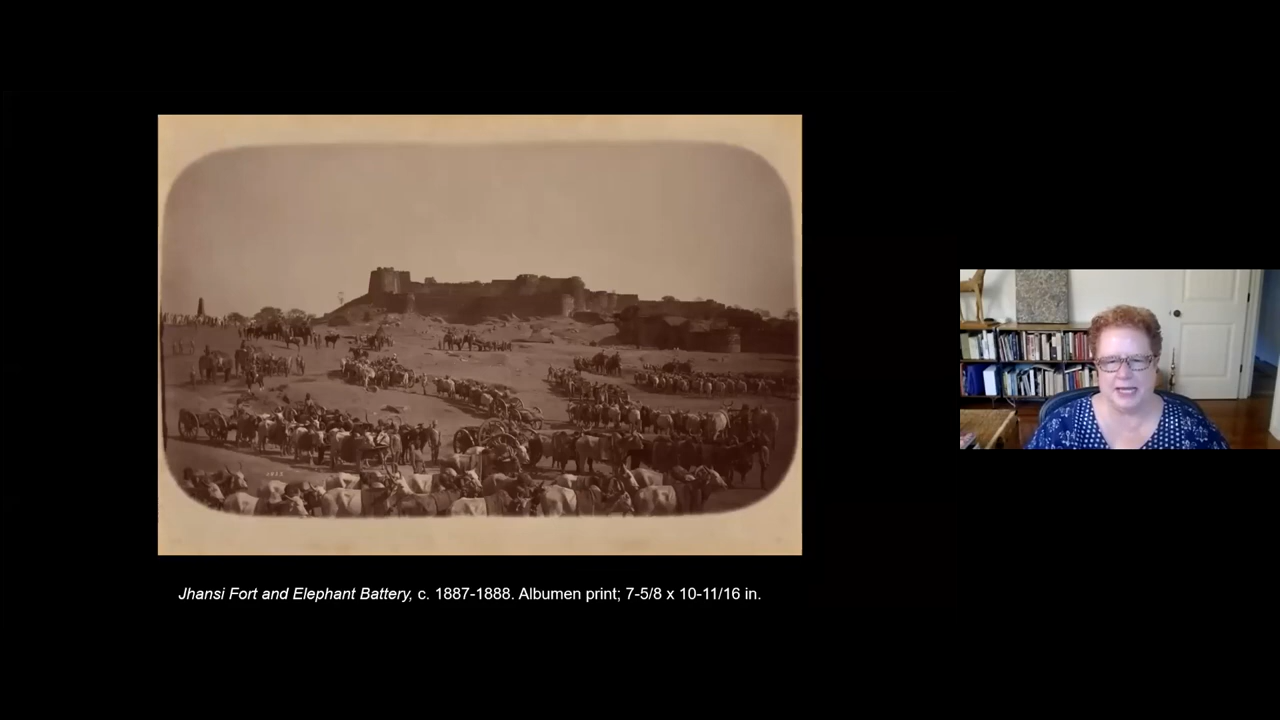 Jhansi Fort and Elephant Battery, c. 1887-1888. Albumen print; 7-5/8 x 10-11/16 in.